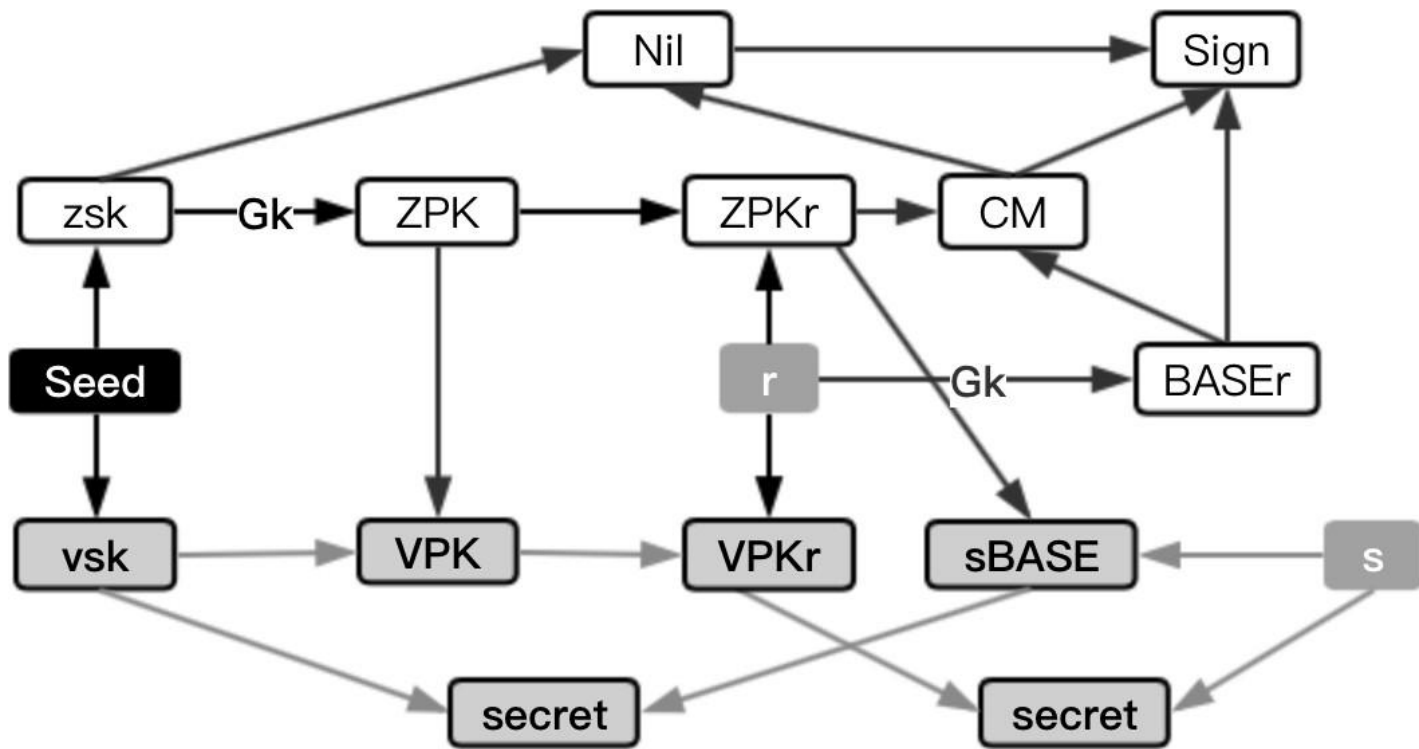 Nil
Sign
zsk
Gk
ZPK
ZPKr
CM
Seed
r
Gk
BASEr
vsk
VPK
VPKr
sBASE
s
secret
secret